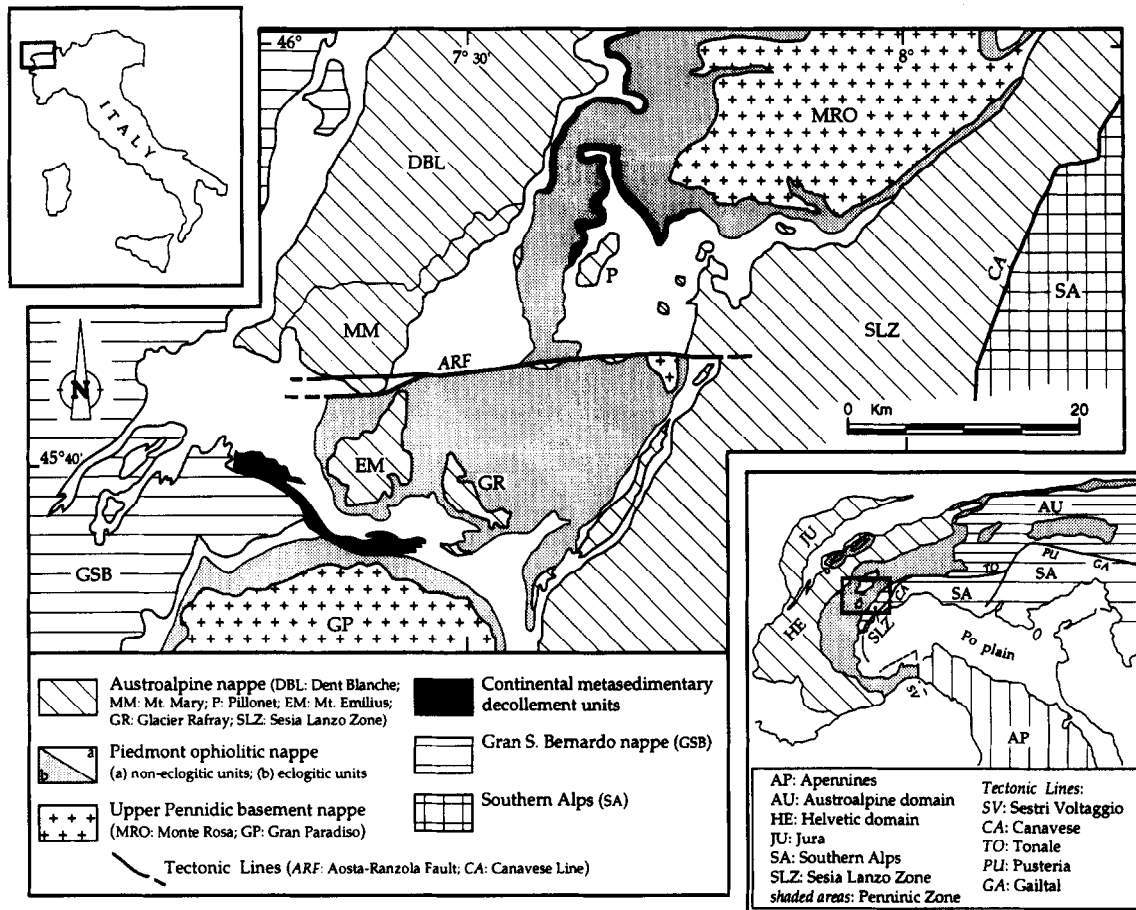 ITALY
46°
7° 30'
8°
MRO
DBL
P
CA
SA
MM
SLZ
ARF
N
0 Km 20
45° 40'
EM
GR
GSB
GP
Austroalpine nappe (DBL: Dent Blanche;
MM: Mt. Mary; P: Pillonet; EM: Mt. Emilius;
GR: Glacier Rafray; SLZ: Sesia Lanzo Zone)
a
b
Piedmont ophiolitic nappe
(a) non-eclogitic units; (b) eclogitic units
Upper Pennidic basement nappe
(MRO: Monte Rosa; GP: Gran Paradiso)
Tectonic Lines (ARF: Aosta-Ranzola Fault; CA: Canavese Line)
Continental metasedimentary
decollement units
Gran S. Bernardo nappe (GSB)
Southern Alps (SA)
AU
JU
PU
GA
TO
SA
SA
CA
HE
SLZ
Po plain
SV
AP
AP: Apennines
AU: Austroalpine domain
HE: Helvetic domain
JU: Jura
SA: Southern Alps
SLZ: Sesia Lanzo Zone
shaded areas: Penninic Zone
Tectonic Lines:
SV: Sestri Voltaggio
CA: Canavese
TO: Tonale
PU: Pusteria
GA: Gailtal